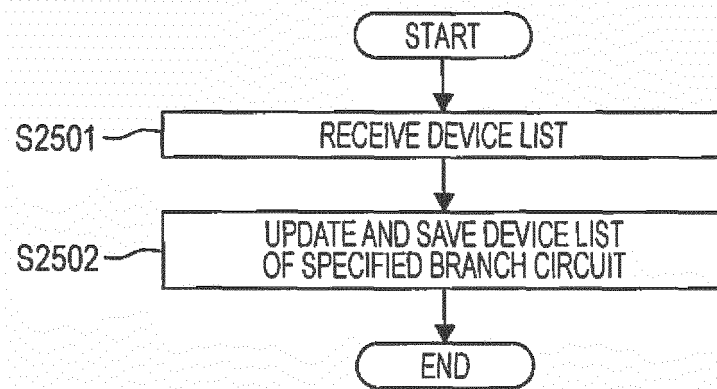 START
S2501
RECEIVE DEVICE LIST
S2502
UPDATE AND SAVE DEVICE LIST
OF SPECIFIED BRANCH CIRCUIT
END